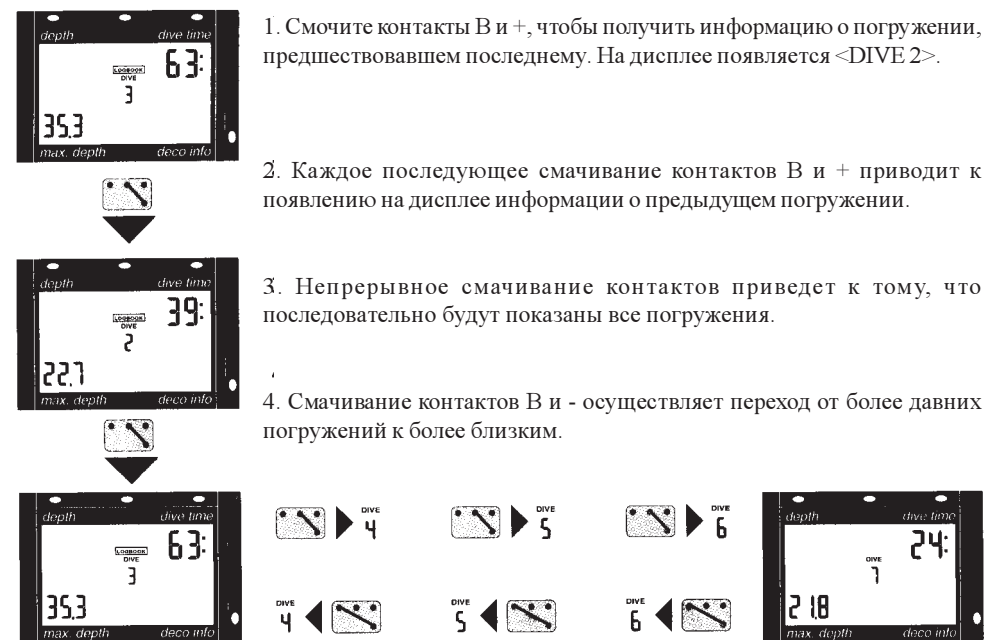 depth dive time
LOGBOOK
DIVE
3
63:
35.3
max. depth deco info
1. Смочите контакты В и +, чтобы получить информацию о погружении,
предшествовавшем последнему. На дисплее появляется <DIVE 2>.
2. Каждое последующее смачивание контактов В и + приводит к
появлению на дисплее информации о предыдущем погружении.
depth dive time
LOGBOOK
DIVE
2
39:
22.7
max. depth deco info
3. Непрерывное смачивание контактов приведет к тому, что
последовательно будут показаны все погружения.
4. Смачивание контактов В и - осуществляет переход от более давних
погружений к более близким.
depth dive time
LOGBOOK
DIVE
3
63:
35.3
max. depth deco info
DIVE 4
DIVE 5
DIVE 6
DIVE 4
DIVE 5
DIVE 6
depth dive time
DIVE
7
24:
21.8
max. depth deco info